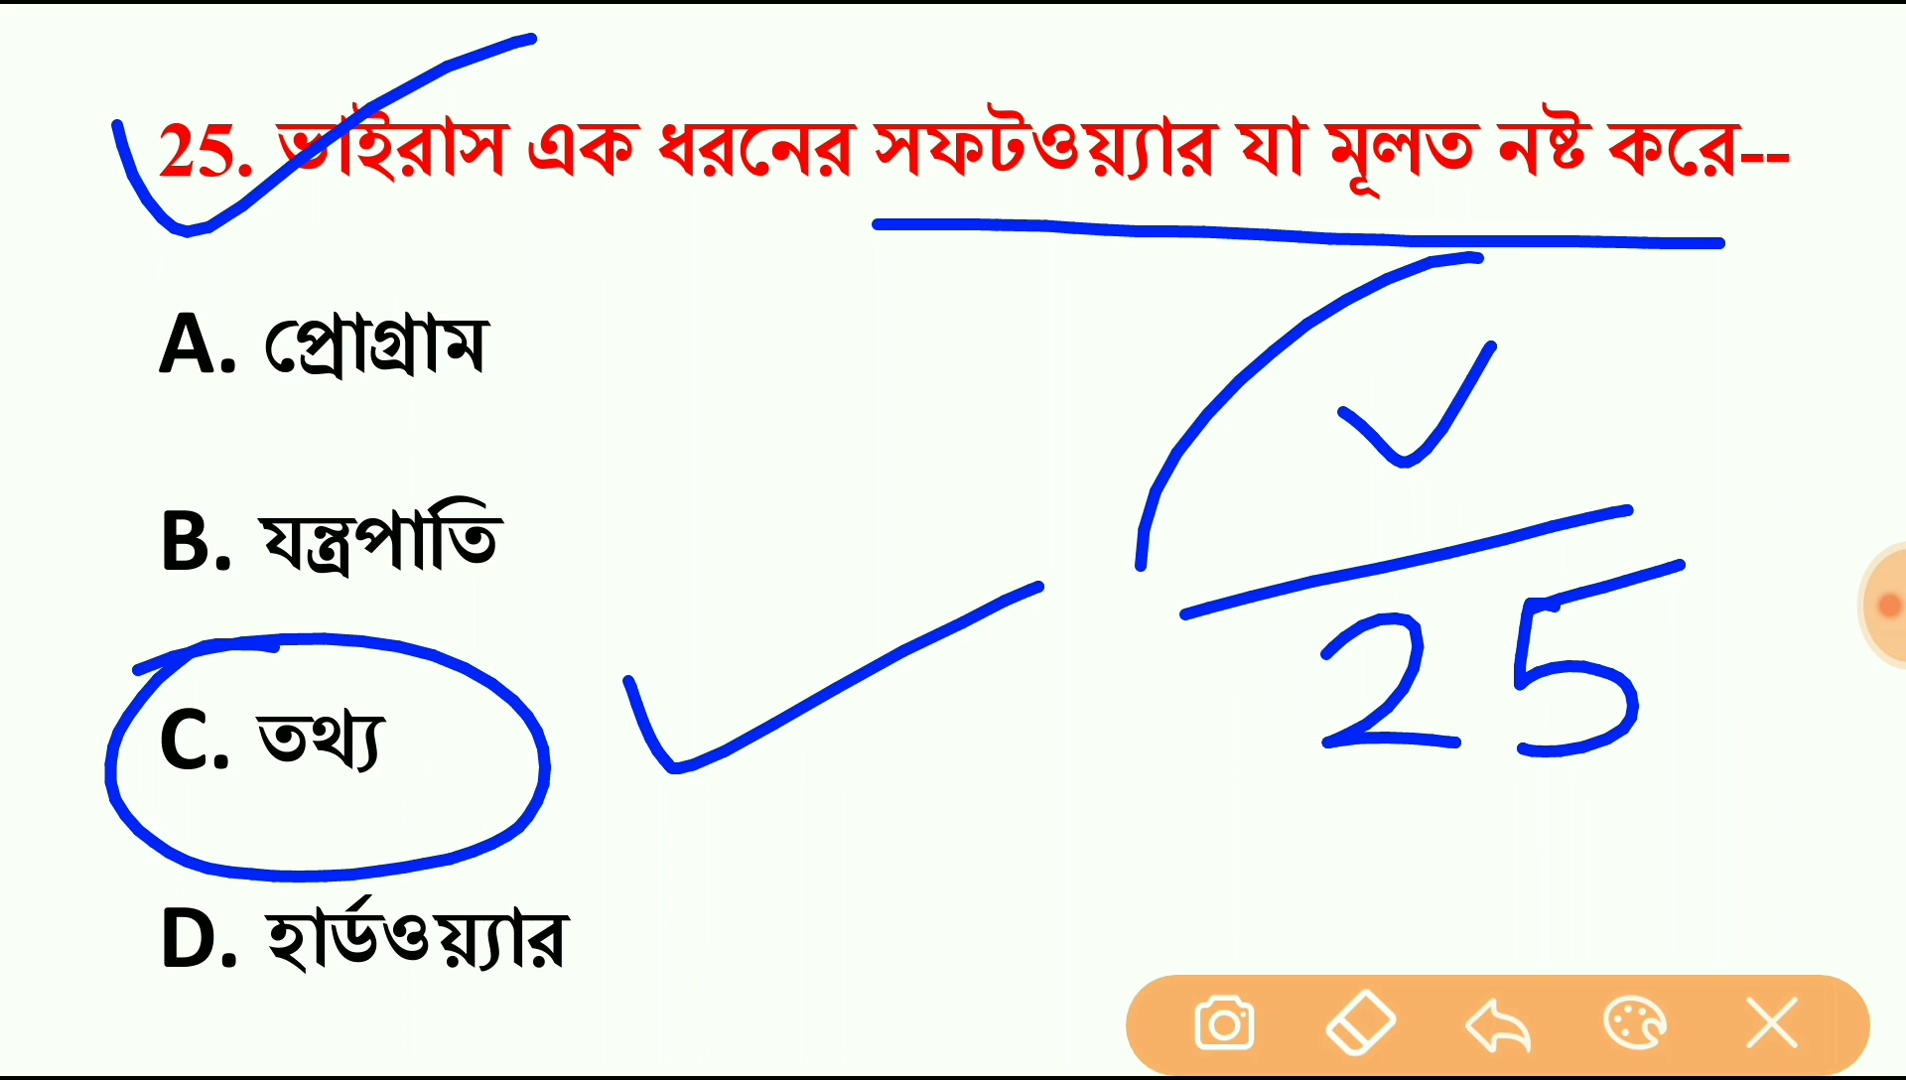 25. ভাইরাস এক ধরনের সফটওয়্যার যা মূলত নষ্ট করে--
A. প্রোগ্রাম
B. যন্ত্রপাতি
C. তথ্য
D. হার্ডওয়্যার
25